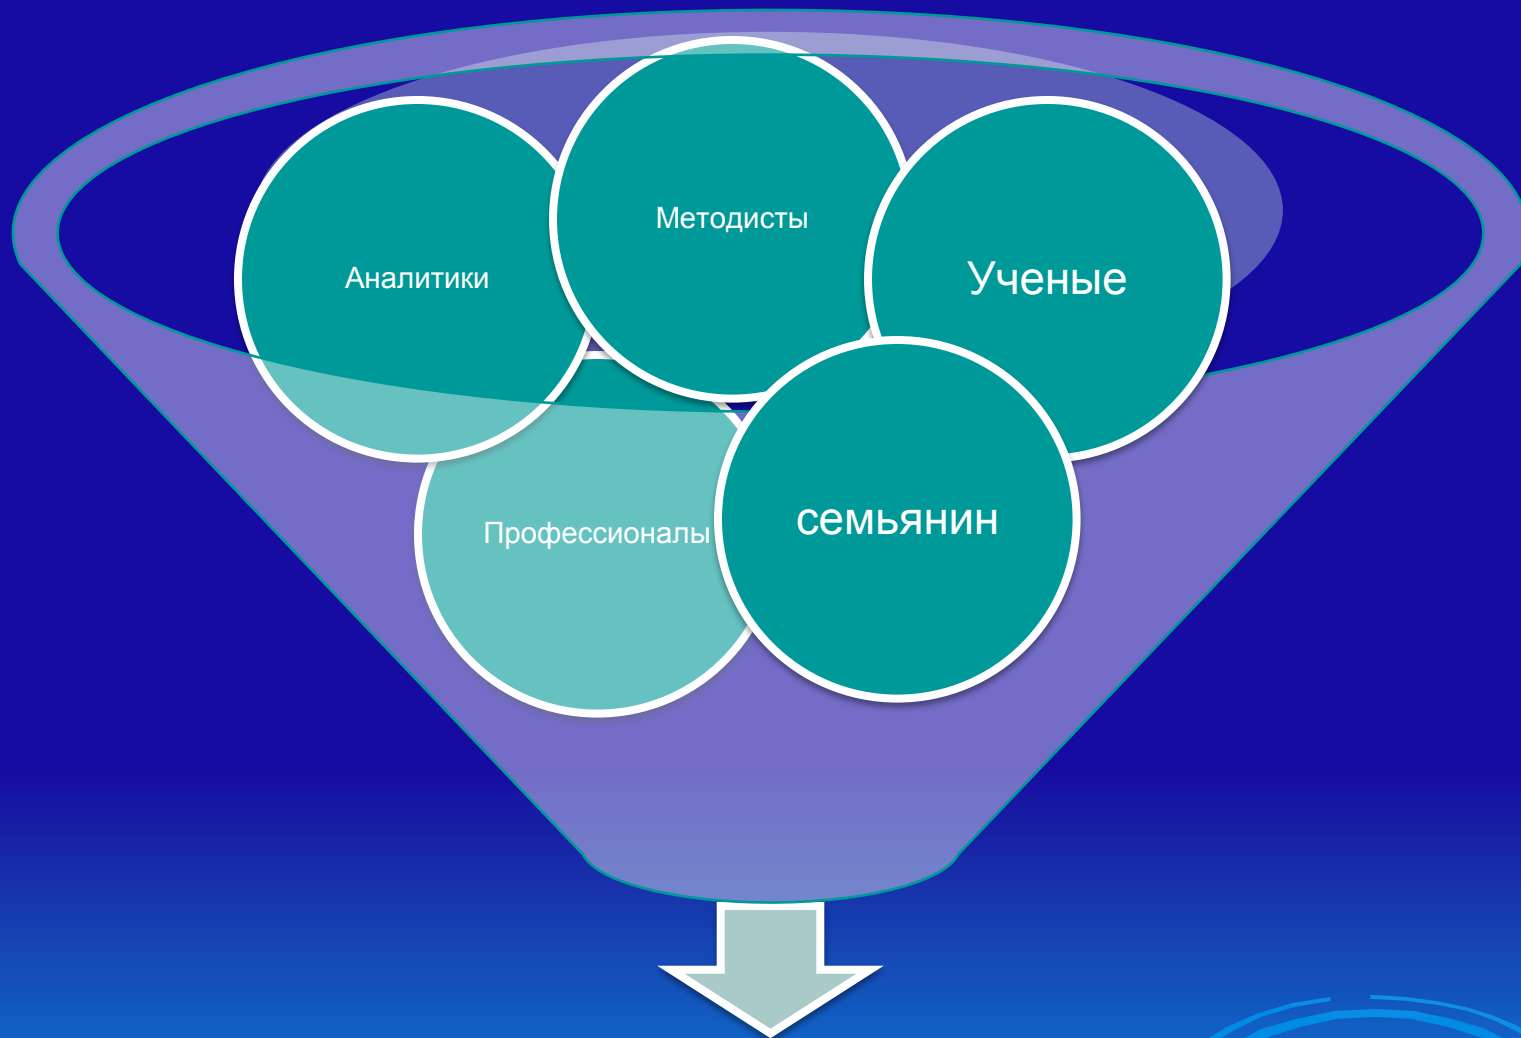 Методисты
Аналитики
Ученые
Профессионалы
семьянин